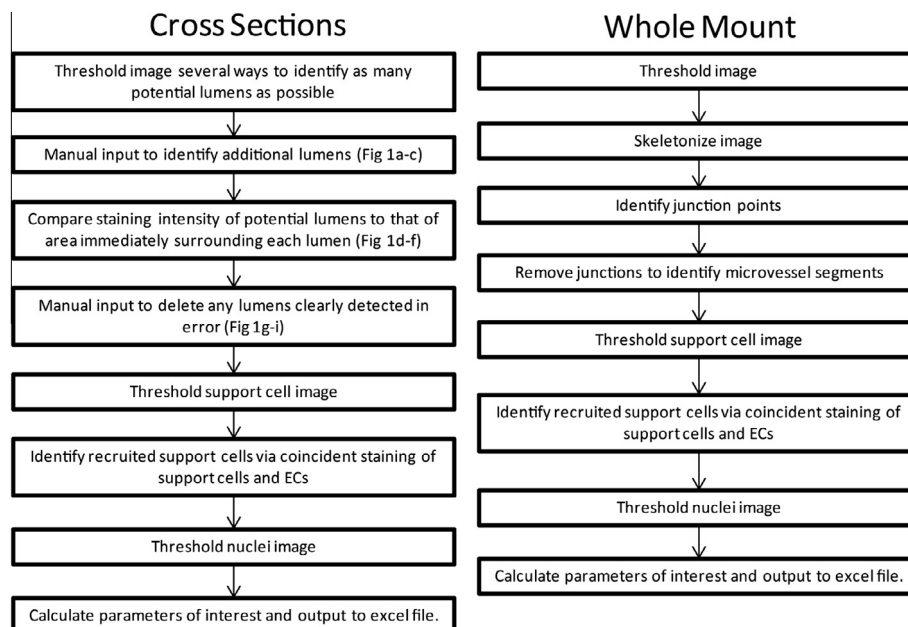 Cross Sections
Threshold image several ways to identify as many
potential lumens as possible
Manual input to identify additional lumens (Fig 1a-c)
Compare staining intensity of potential lumens to that of
area immediately surrounding each lumen (Fig 1d-f)
Manual input to delete any lumens clearly detected in
error (Fig 1g-i)
Threshold support cell image
Identify recruited support cells via coincident staining of
support cells and ECs
Threshold nuclei image
Calculate parameters of interest and output to excel file.
Whole Mount
Threshold image
Skeletonize image
Identify junction points
Remove junctions to identify microvessel segments
Threshold support cell image
Identify recruited support cells via coincident staining of
support cells and ECs
Threshold nuclei image
Calculate parameters of interest and output to excel file.